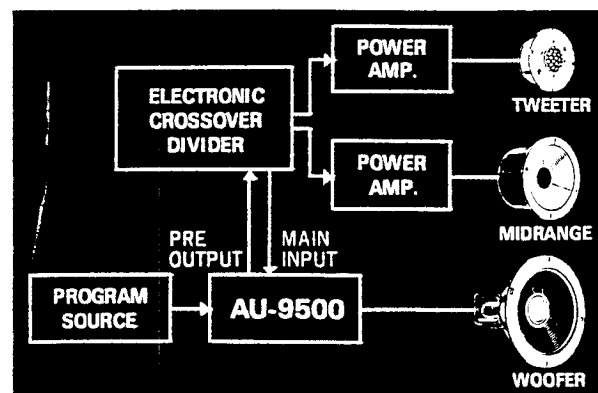 POWER
AMP.
TWEETER
ELECTRONIC
CROSSOVER
DIVIDER
POWER
AMP.
MIDRANGE
PRE
OUTPUT
MAIN
INPUT
PROGRAM
SOURCE
AU-9500
WOOFER